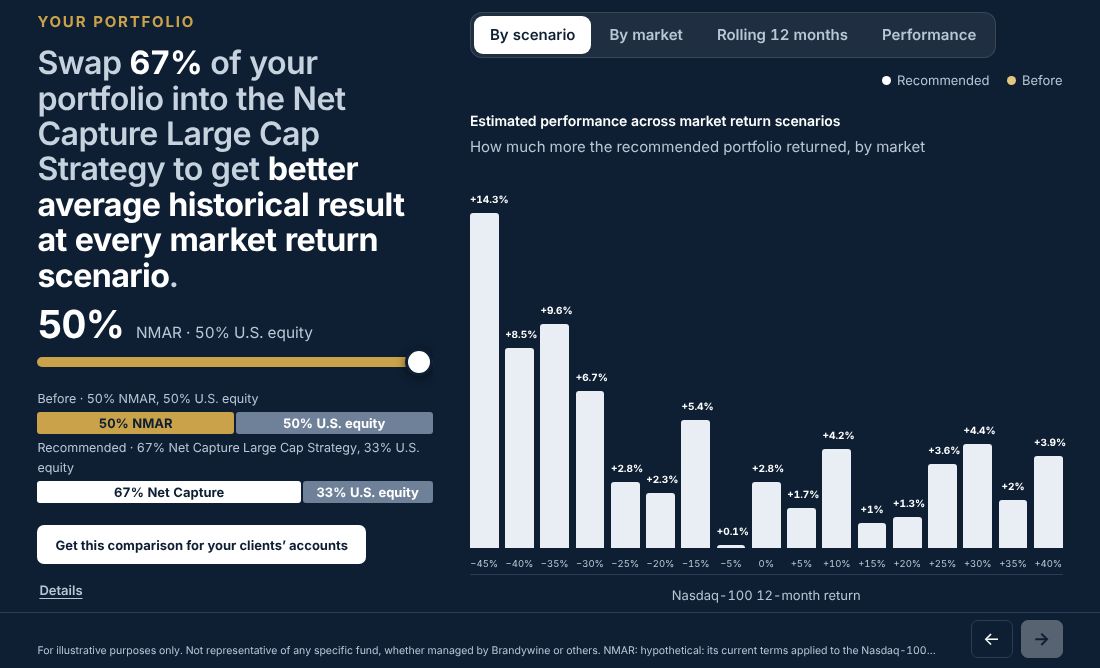 YOUR PORTFOLIO
Swap 67% of your
portfolio into the Net
Capture Large Cap
Strategy to get better
average historical result
at every market return
scenario.
50% NMAR · 50% U.S. equity
Before · 50% NMAR, 50% U.S. equity
50% NMAR 50% U.S. equity
Recommended · 67% Net Capture Large Cap Strategy, 33% U.S.
equity
67% Net Capture 33% U.S. equity
Get this comparison for your clients’ accounts
Details
By scenario By market Rolling 12 months Performance
Recommended Before
Estimated performance across market return scenarios
How much more the recommended portfolio returned, by market
+14.3% +8.5% +9.6% +6.7% +2.8% +2.3% +5.4% +0.1% +2.8% +1.7% +4.2% +1% +1.3% +3.6% +4.4% +2% +3.9%
−45% −40% −35% −30% −25% −20% −15% −5% 0% +5% +10% +15% +20% +25% +30% +35% +40%
Nasdaq-100 12-month return
For illustrative purposes only. Not representative of any specific fund, whether managed by Brandywine or others. NMAR: hypothetical: its current terms applied to the Nasdaq-100...
← →